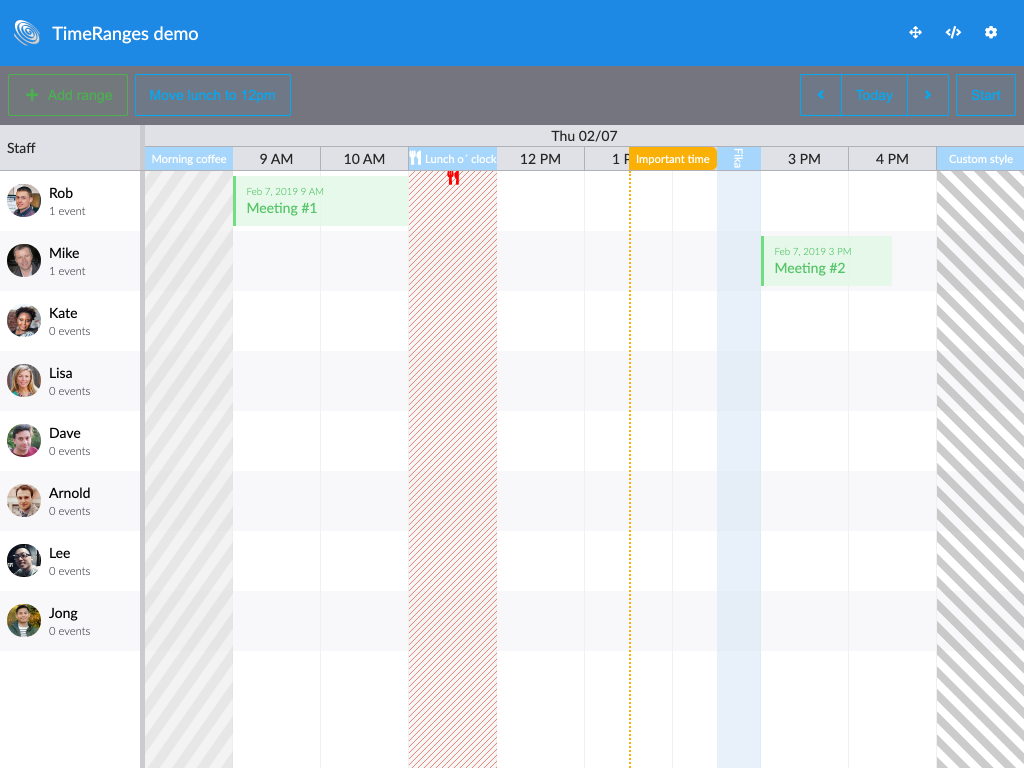 TimeRanges demo
Add range
Move lunch to 12pm
Today
Start
Staff
Thu 02/07
Morning coffee
9 AM
10 AM
Lunch o´ clock
12 PM
1 P
Important time
Fika
3 PM
4 PM
Custom style
Rob
1 event
Feb 7, 2019 9 AM
Meeting #1
Mike
1 event
Feb 7, 2019 3 PM
Meeting #2
Kate
0 events
Lisa
0 events
Dave
0 events
Arnold
0 events
Lee
0 events
Jong
0 events